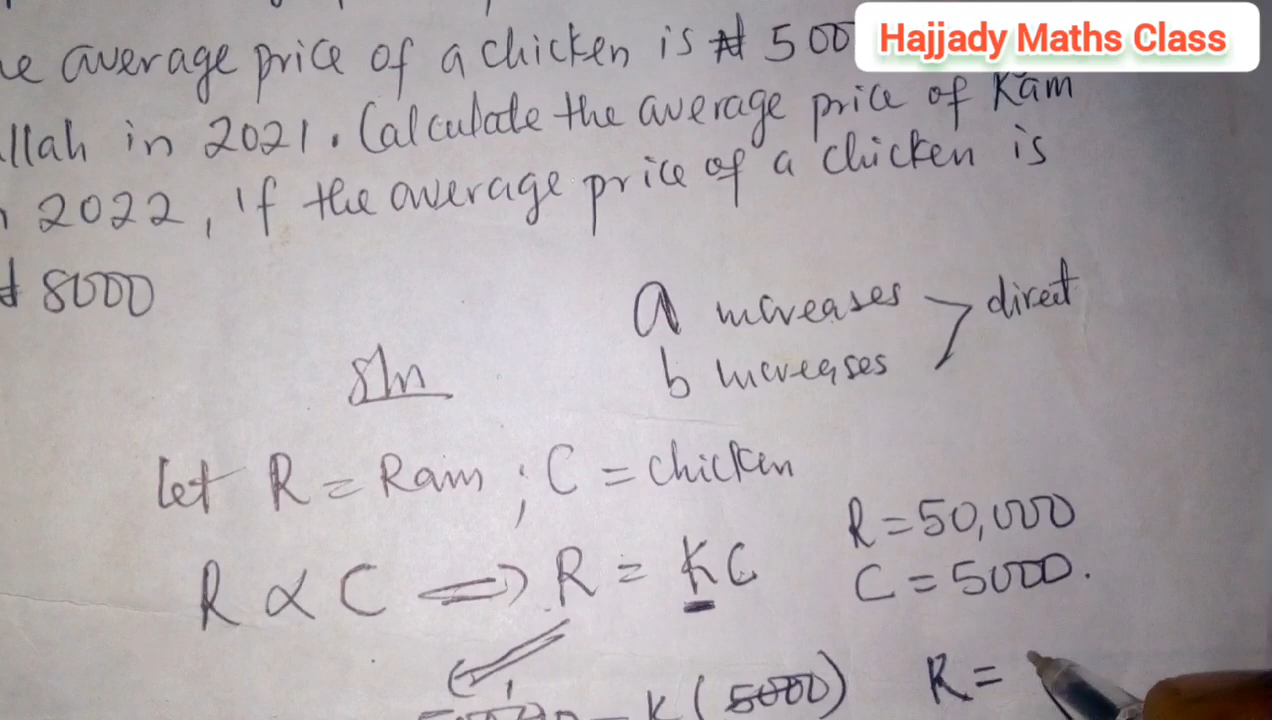 Hajjady Maths Class
average price of a chicken is ₦ 500
llah in 2021. Calculate the average price of Ram
2022, if the average price of a chicken is
8000
a increases
direct
b increases
Sln
let R = Ram ; C = chicken
R = 50,000
R ∝ C ⟹ R = KC
C = 5000.
= K (5000)
R =